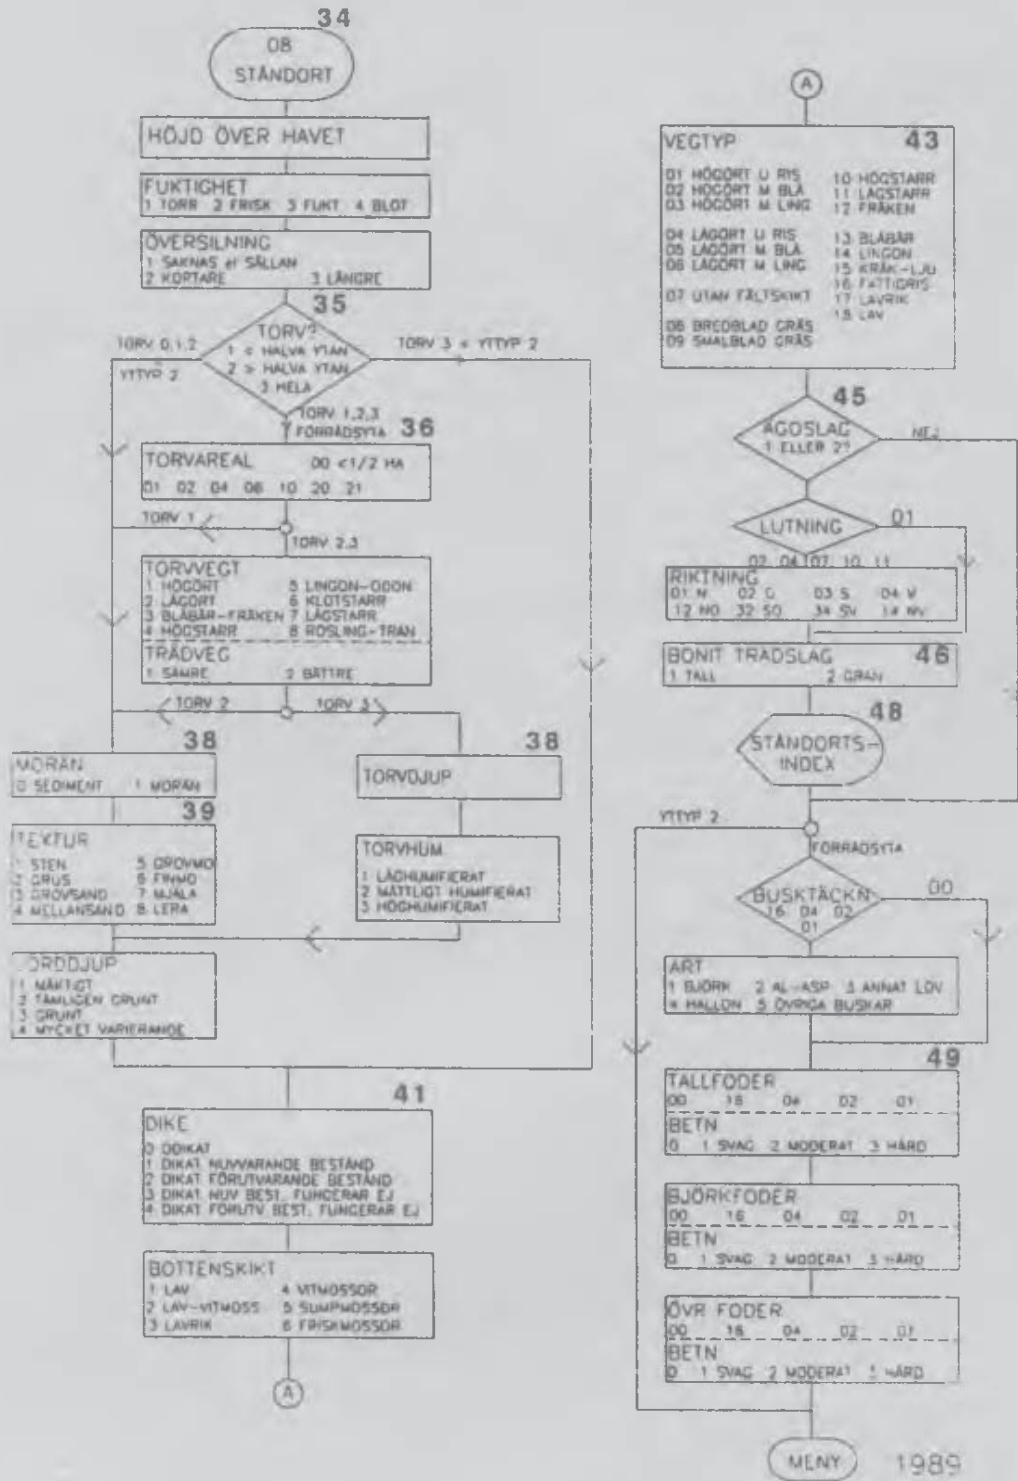 34
08
STÅNDORT
HÖJD ÖVER HAVET
FUKTIGHET
1 TORR 2 FRISK 3 FUKT 4 BLOT
ÖVERSILNING
1 SAKNAS el SÄLLAN
2 KORTARE 3 LÄNGRE
35
TORV?
1 < HALVA YTAN
2 > HALVA YTAN
3 HELA
TORV 0,1,2
YTTYP 2
TORV 3 + YTTYP 2
TORV 1,2,3
FÖRRÅDSYTA
36
TORVAREAL 00 <1/2 HA
01 02 04 06 10 20 21
TORV 1
TORV 2,3
TORVVEGT
1 HÖGÖRT 5 LINGON-ODON
2 LÅGÖRT 6 KLOTSTARR
3 BLÅBÄR-FRÄKEN 7 LÅGSTARR
4 HÖGSTARR 8 ROSLING-TRAN
TRÄDVEG
1 SÄMRE 2 BÄTTRE
TORV 2
TORV 3
38
MORÄN
0 SEDIMENT 1 MORÄN
38
TORVDJUP
39
TEXTUR
1 STEN 5 GROVMO
2 GRUS 6 FINMO
3 GROVSAND 7 MJÄLA
4 MELLANSAND 8 LERA
TORVHUM
1 LÅGHUMIFIERAT
2 MÅTTLIGT HUMIFIERAT
3 HÖGHUMIFIERAT
JORDDJUP
1 MÄKTIGT
2 TÄMLIGEN GRUNT
3 GRUNT
4 MYCKET VARIERANDE
41
DIKE
0 ODIKAT
1 DIKAT NUVVARANDE BESTÅND
2 DIKAT FÖRUTVARANDE BESTÅND
3 DIKAT NUV BEST. FUNGERAR EJ
4 DIKAT FÖRUTV BEST. FUNGERAR EJ
BOTTENSKIKT
1 LAV 4 VITMOSSOR
2 LAV-VITMOSS 5 SUMPMOSSOR
3 LAVRIK 6 FRISKMOSSOR
A
A
VEGTYP 43
01 HÖGÖRT U RIS 10 HÖGSTARR
02 HÖGÖRT M BLÅ 11 LÅGSTARR
03 HÖGÖRT M LING 12 FRÄKEN
04 LÅGÖRT U RIS 13 BLÅBÄR
05 LÅGÖRT M BLÅ 14 LINGON
06 LÅGÖRT M LING 15 KRÅK-LJU
16 FATTIGRIS
07 UTAN FÄLTSKIKT 17 LAVRIK
18 LAV
08 BREDBLAD GRÄS
09 SMALBLAD GRÄS
45
ÄGOSLAG
1 ELLER 2?
NEJ
LUTNING
01
02, 04, 07, 10, 11
RIKTNING
01 N 02 O 03 S 04 V
12 NO 32 SO 34 SV 14 NV
BONIT TRÄDSLAG 46
1 TALL 2 GRAN
48
STÅNDORTS-
INDEX
YTTYP 2
FÖRRÅDSYTA
BUSKTÄCKN
16 04 02
01
00
ART
1 BJÖRK 2 AL-ASP 3 ANNAT LÖV
4 HALLON 5 ÖVRIGA BUSKAR
49
TALLFODER
00 16 04 02 01
BETN
0 1 SVAG 2 MODERAT 3 HÅRD
BJÖRKFODER
00 16 04 02 01
BETN
0 1 SVAG 2 MODERAT 3 HÅRD
ÖVR FODER
00 16 04 02 01
BETN
0 1 SVAG 2 MODERAT 3 HÅRD
MENY
1989